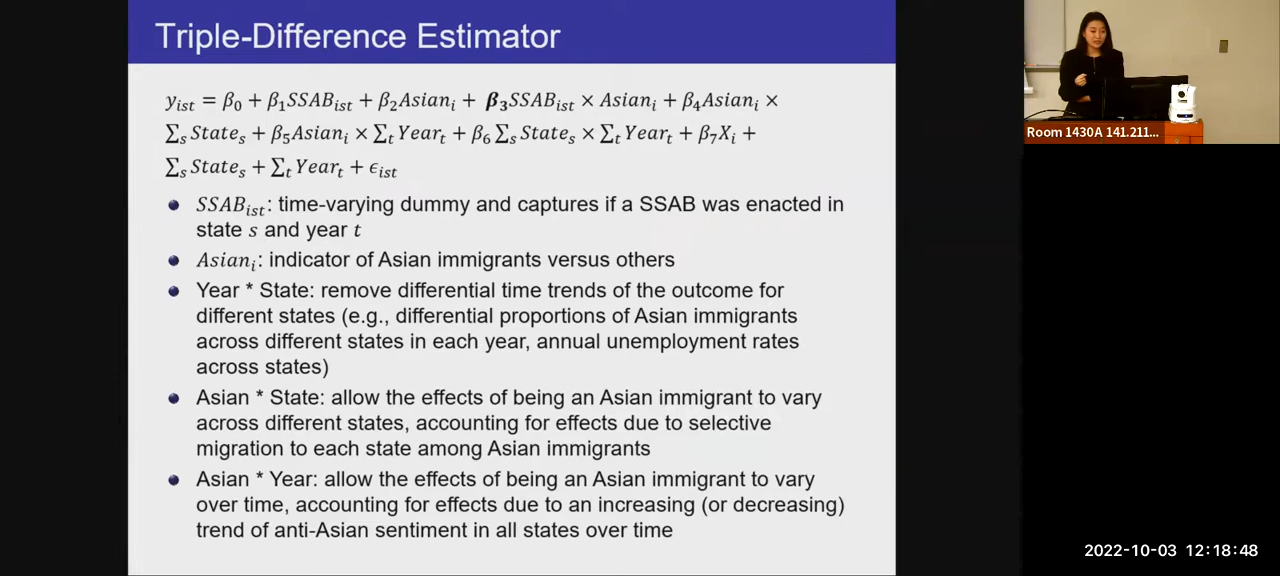 Triple-Difference Estimator
y_ist = β_0 + β_1SSAB_ist + β_2Asian_i + β_3SSAB_ist × Asian_i + β_4Asian_i ×
∑_s State_s + β_5Asian_i × ∑_t Year_t + β_6 ∑_s State_s × ∑_t Year_t + β_7X_i +
∑_s State_s + ∑_t Year_t + ϵ_ist
SSAB_ist: time-varying dummy and captures if a SSAB was enacted in
state s and year t
Asian_i: indicator of Asian immigrants versus others
Year * State: remove differential time trends of the outcome for
different states (e.g., differential proportions of Asian immigrants
across different states in each year, annual unemployment rates
across states)
Asian * State: allow the effects of being an Asian immigrant to vary
across different states, accounting for effects due to selective
migration to each state among Asian immigrants
Asian * Year: allow the effects of being an Asian immigrant to vary
over time, accounting for effects due to an increasing (or decreasing)
trend of anti-Asian sentiment in all states over time
Room 1430A 141.211...
2022-10-03 12:18:48